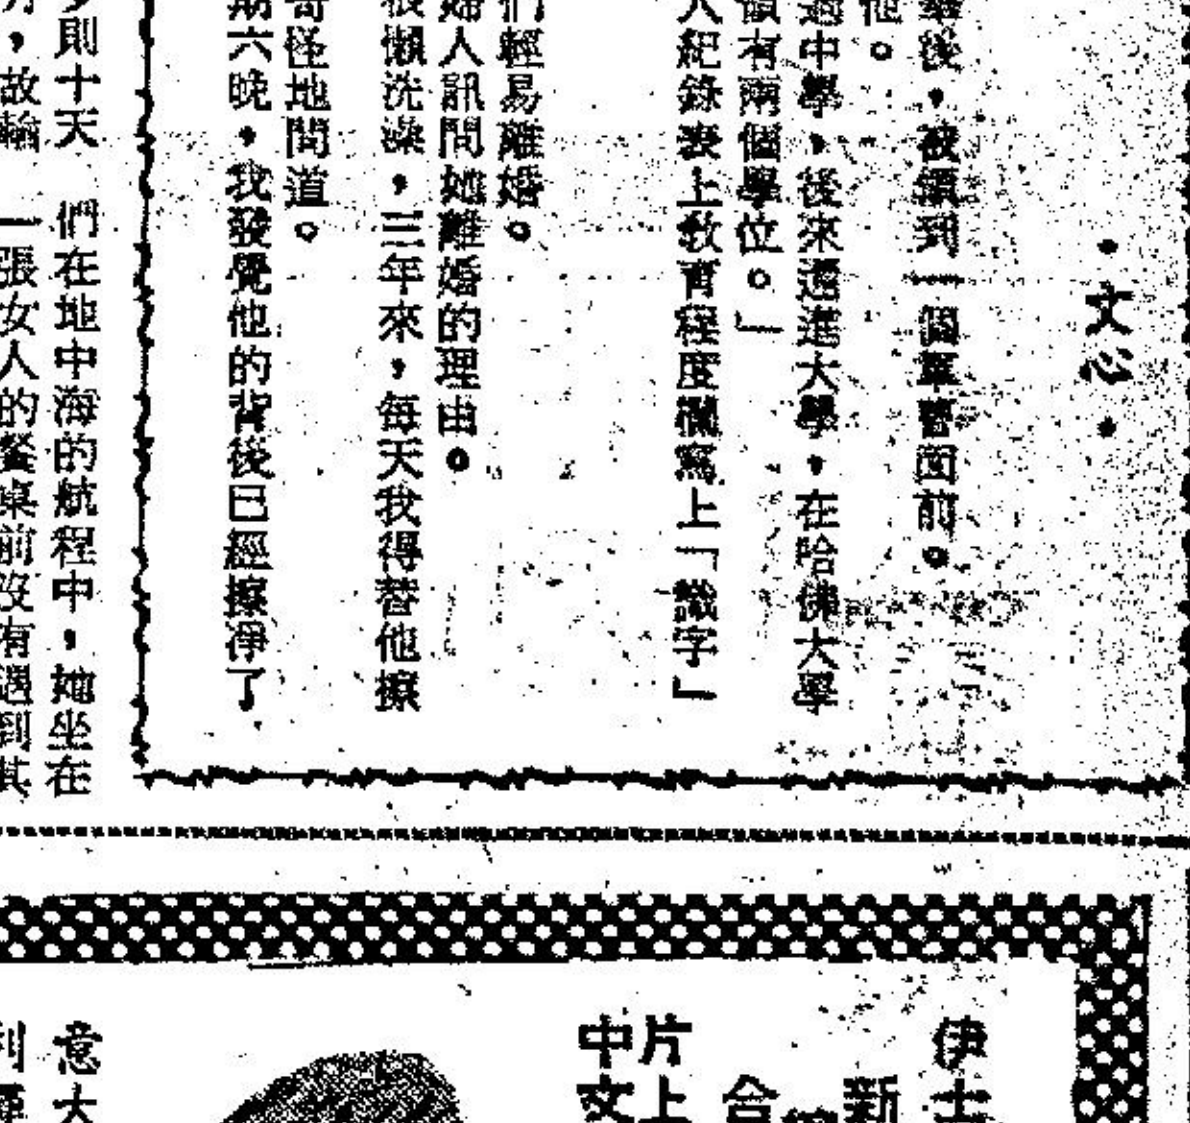 ・文心・
後,被領到一個軍曹面前。
他。
過中學,後來還進大學,在哈佛大學
領有兩個學位。」
人紀錄表上教育程度欄寫上「識字」
們輕易離婚。
婦人訊問她離婚的理由。
很懶洗澡,三年來,每天我得替他擦
奇怪地問道。
期六晚,我發覺他的背後已經擦凈了
則十天
們在地中海的航程中,她坐在
,故輸
一張女人的餐桌前沒有遇到其
伊士
新
合
片上
中文
意大
利